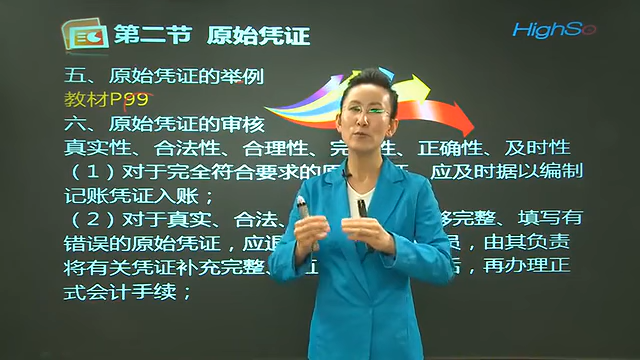 HighSo
第二节 原始凭证
五、原始凭证的举例
教材P99
六、原始凭证的审核
真实性、合法性、合理性、完 性、正确性、及时性
（1）对于完全符合要求的原 证，应及时据以编制
记账凭证入账；
（2）对于真实、合法、 完整、填写有
错误的原始凭证，应退 员，由其负责
将有关凭证补充完整、 后，再办理正
式会计手续；